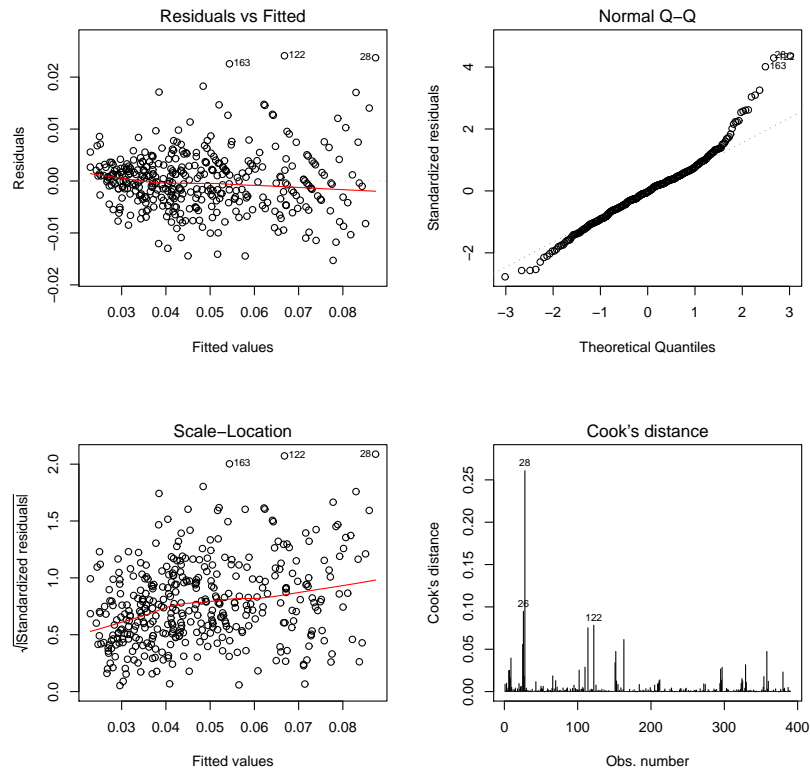 Residuals vs Fitted
Residuals
−0.02 −0.01 0.00 0.01 0.02
163 122 28
0.03 0.04 0.05 0.06 0.07 0.08
Fitted values
Normal Q−Q
Standardized residuals
−2 0 2 4
163
−3 −2 −1 0 1 2 3
Theoretical Quantiles
Scale−Location
√|Standardized residuals|
0.0 0.5 1.0 1.5 2.0
163 122 28
0.03 0.04 0.05 0.06 0.07 0.08
Fitted values
Cook's distance
Cook's distance
0.00 0.05 0.10 0.15 0.20 0.25
28
26
122
0 100 200 300 400
Obs. number